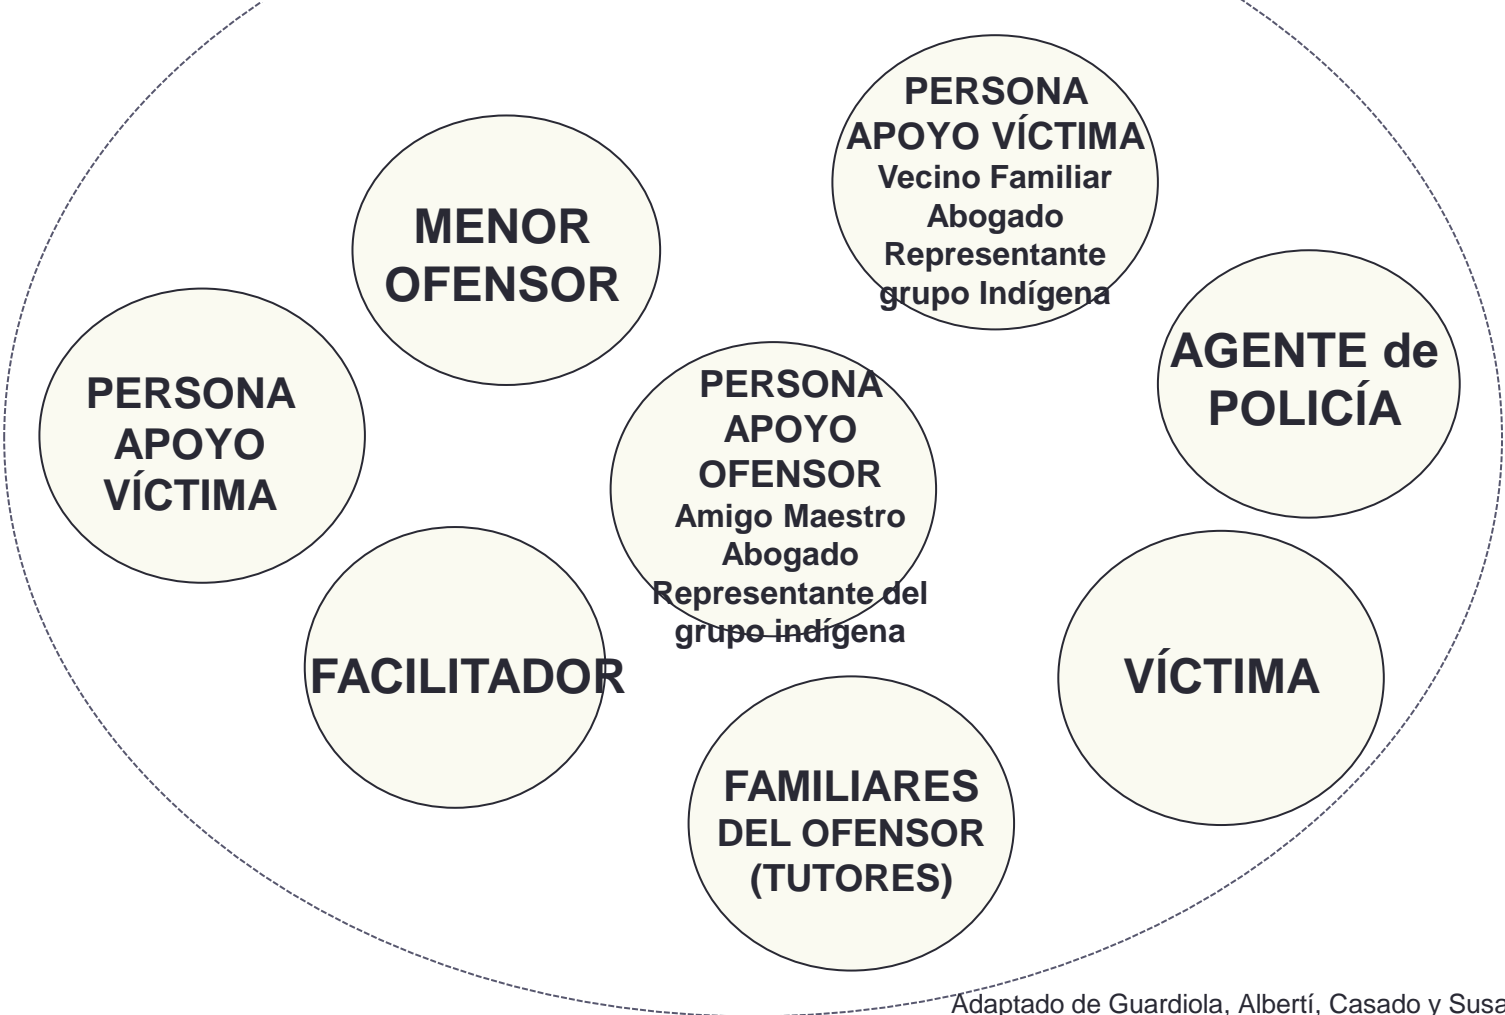 PERSONA
APOYO VÍCTIMA
Vecino Familiar
Abogado
Representante
grupo Indígena
MENOR
OFENSOR
AGENTE de
POLICÍA
PERSONA
APOYO
VÍCTIMA
PERSONA
APOYO
OFENSOR
Amigo Maestro
Abogado
Representante del
grupo indígena
FACILITADOR
VÍCTIMA
FAMILIARES
DEL OFENSOR
(TUTORES)
Adaptado de Guardiola, Albertí, Casado y